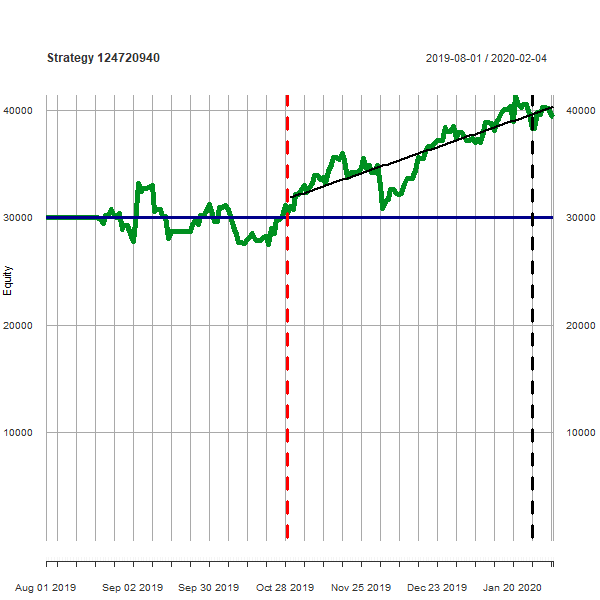 Strategy 124720940
2019-08-01 / 2020-02-04
40000
40000
30000
30000
Equity
20000
20000
10000
10000
Aug 01 2019
Sep 02 2019
Sep 30 2019
Oct 28 2019
Nov 25 2019
Dec 23 2019
Jan 20 2020